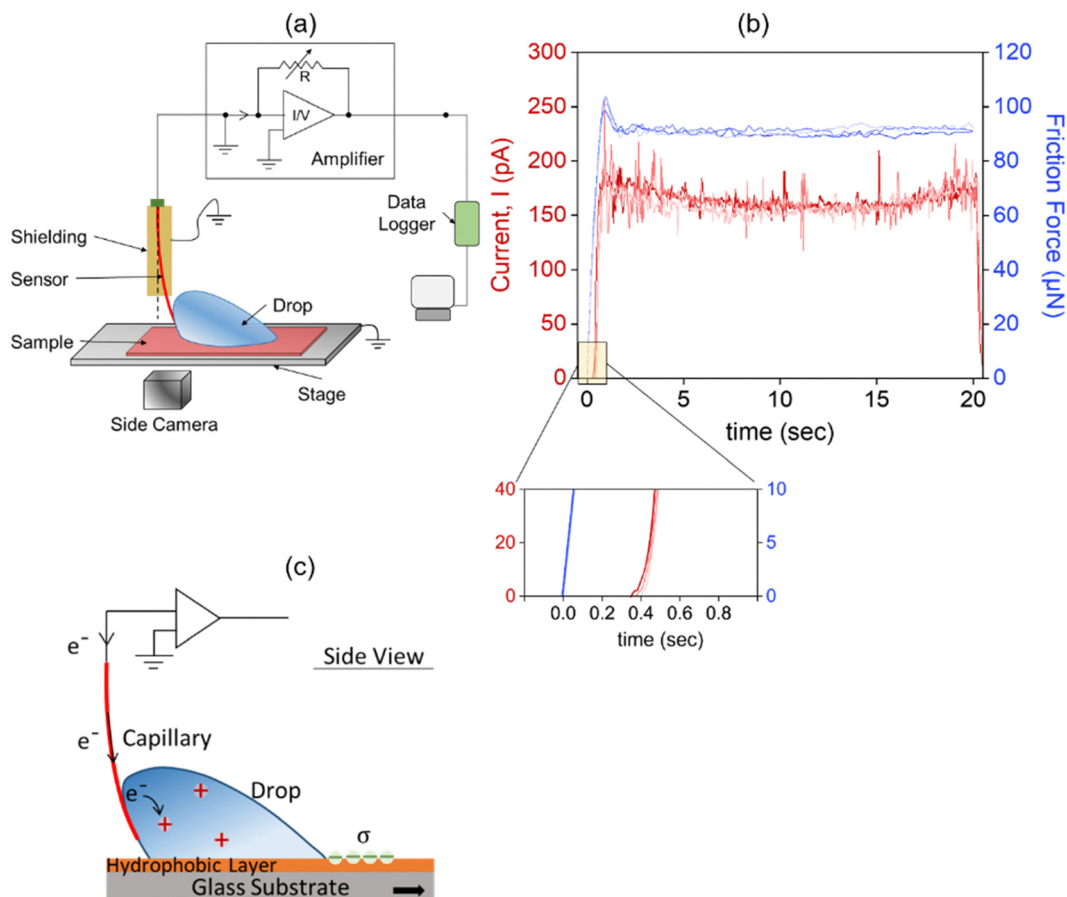 (a)
R
I/V
Amplifier
Shielding
Sensor
Data
Logger
Drop
Sample
Stage
Side Camera
(b)
300
250
200
150
100
50
0
Current, I (pA)
120
100
80
60
40
20
0
Friction Force (µN)
0 5 10 15 20
time (sec)
40
20
0
10
5
0
0.0 0.2 0.4 0.6 0.8
time (sec)
(c)
e⁻
Side View
e⁻
Capillary
e⁻
Drop
+
+
+
σ
Hydrophobic Layer
Glass Substrate